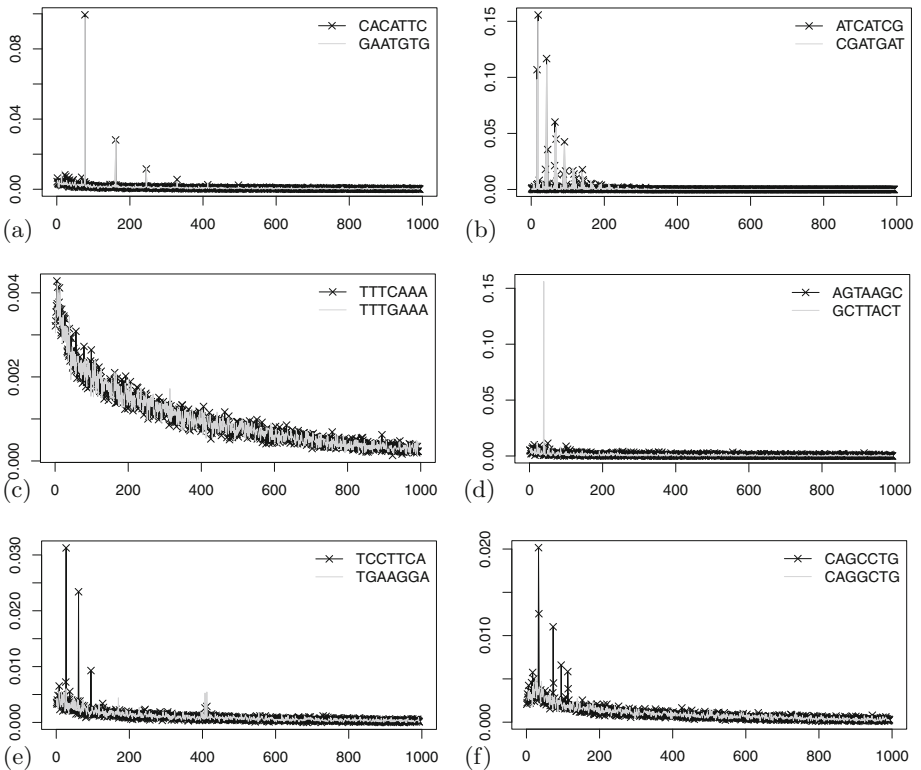 CACATTC
GAATGTG
0.00 0.04 0.08
0 200 400 600 800 1000
(a)
ATCATCG
CGATGAT
0.00 0.05 0.10 0.15
0 200 400 600 800 1000
(b)
TTTCAAA
TTTGAAA
0.000 0.002 0.004
0 200 400 600 800 1000
(c)
AGTAAGC
GCTTACT
0.00 0.05 0.10 0.15
0 200 400 600 800 1000
(d)
TCCTTCA
TGAAGGA
0.000 0.010 0.020 0.030
0 200 400 600 800 1000
(e)
CAGCCTG
CAGGCTG
0.000 0.010 0.020
0 200 400 600 800 1000
(f)